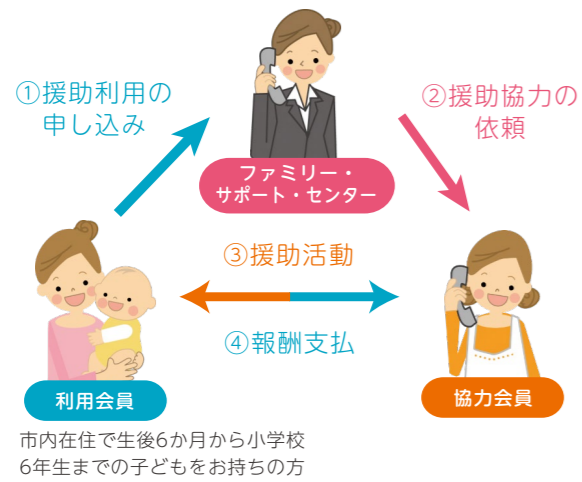 ①援助利用の
申し込み
②援助協力の
依頼
ファミリー・
サポート・センター
③援助活動
④報酬支払
利用会員
協力会員
市内在住で生後6か月から小学校
6年生までの子どもをお持ちの方